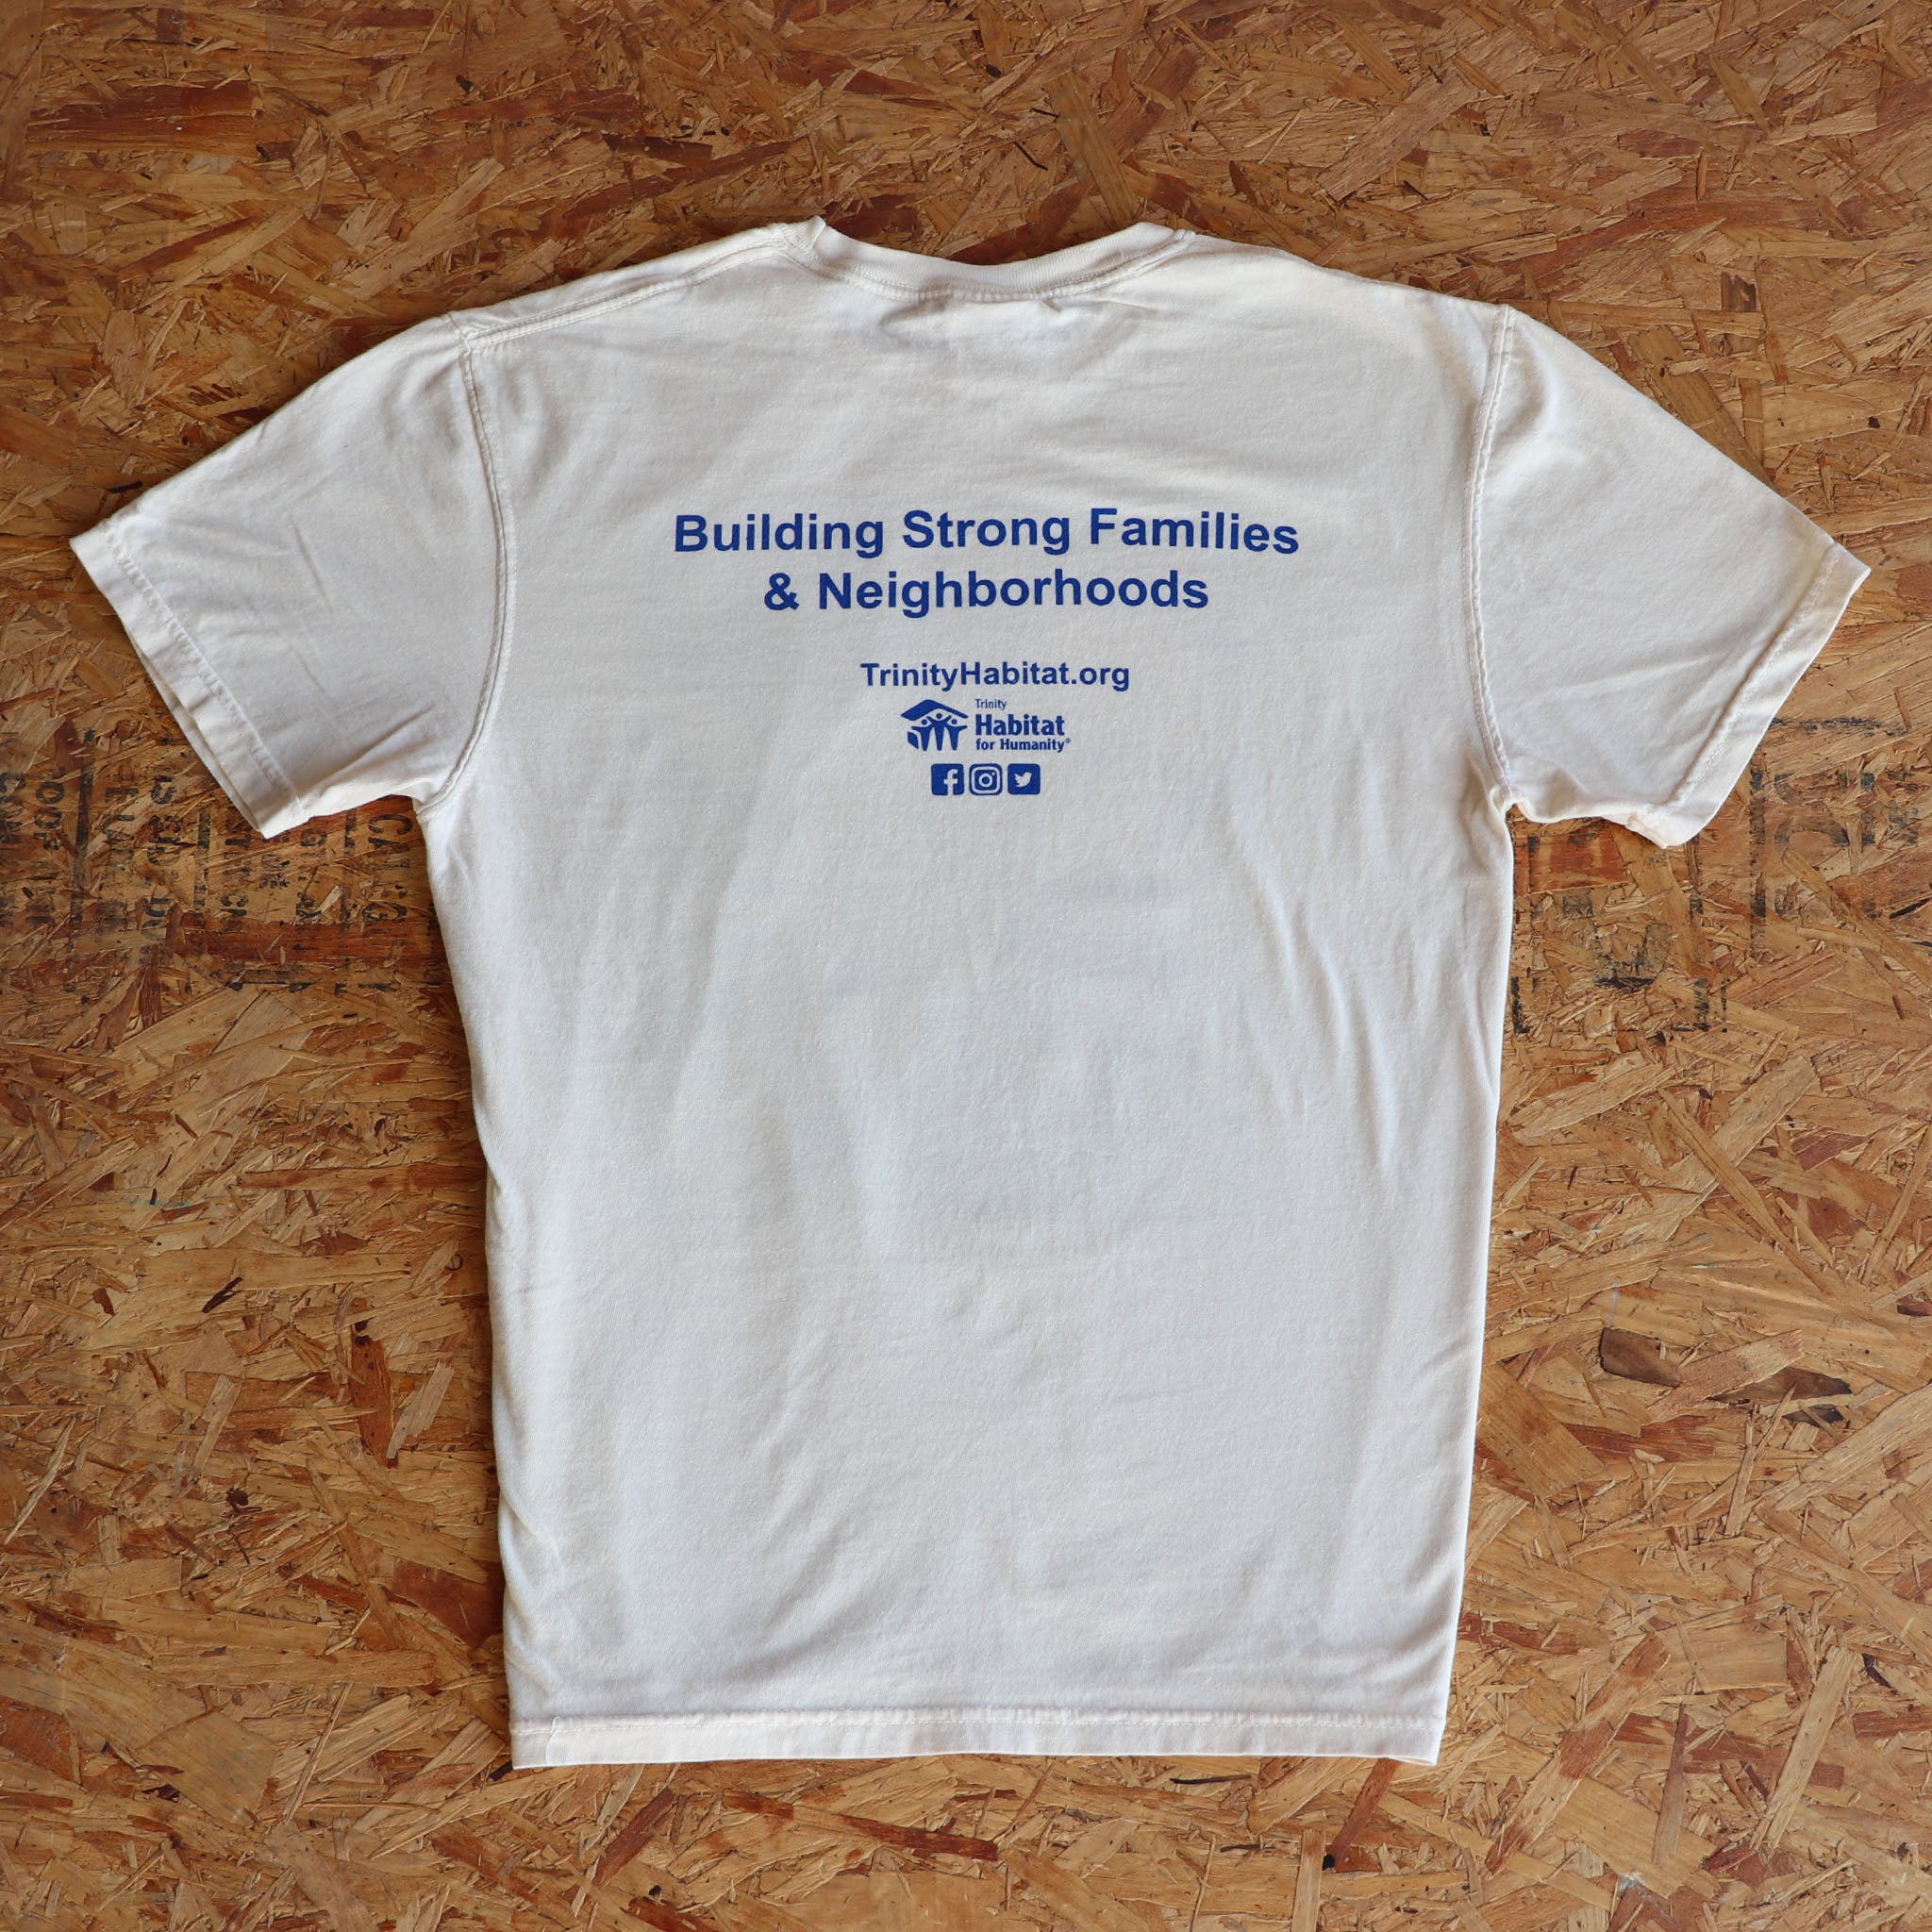 Building Strong Families
& Neighborhoods
TrinityHabitat.org
Trinity
Habitat
for Humanity®